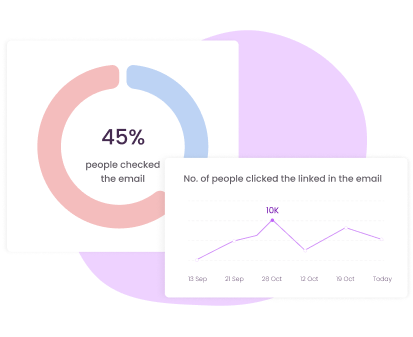 45%
people checked
the email
No. of people clicked the linked in the email
10K
13 Sep 21 Sep 28 Oct 12 Oct 19 Oct Today